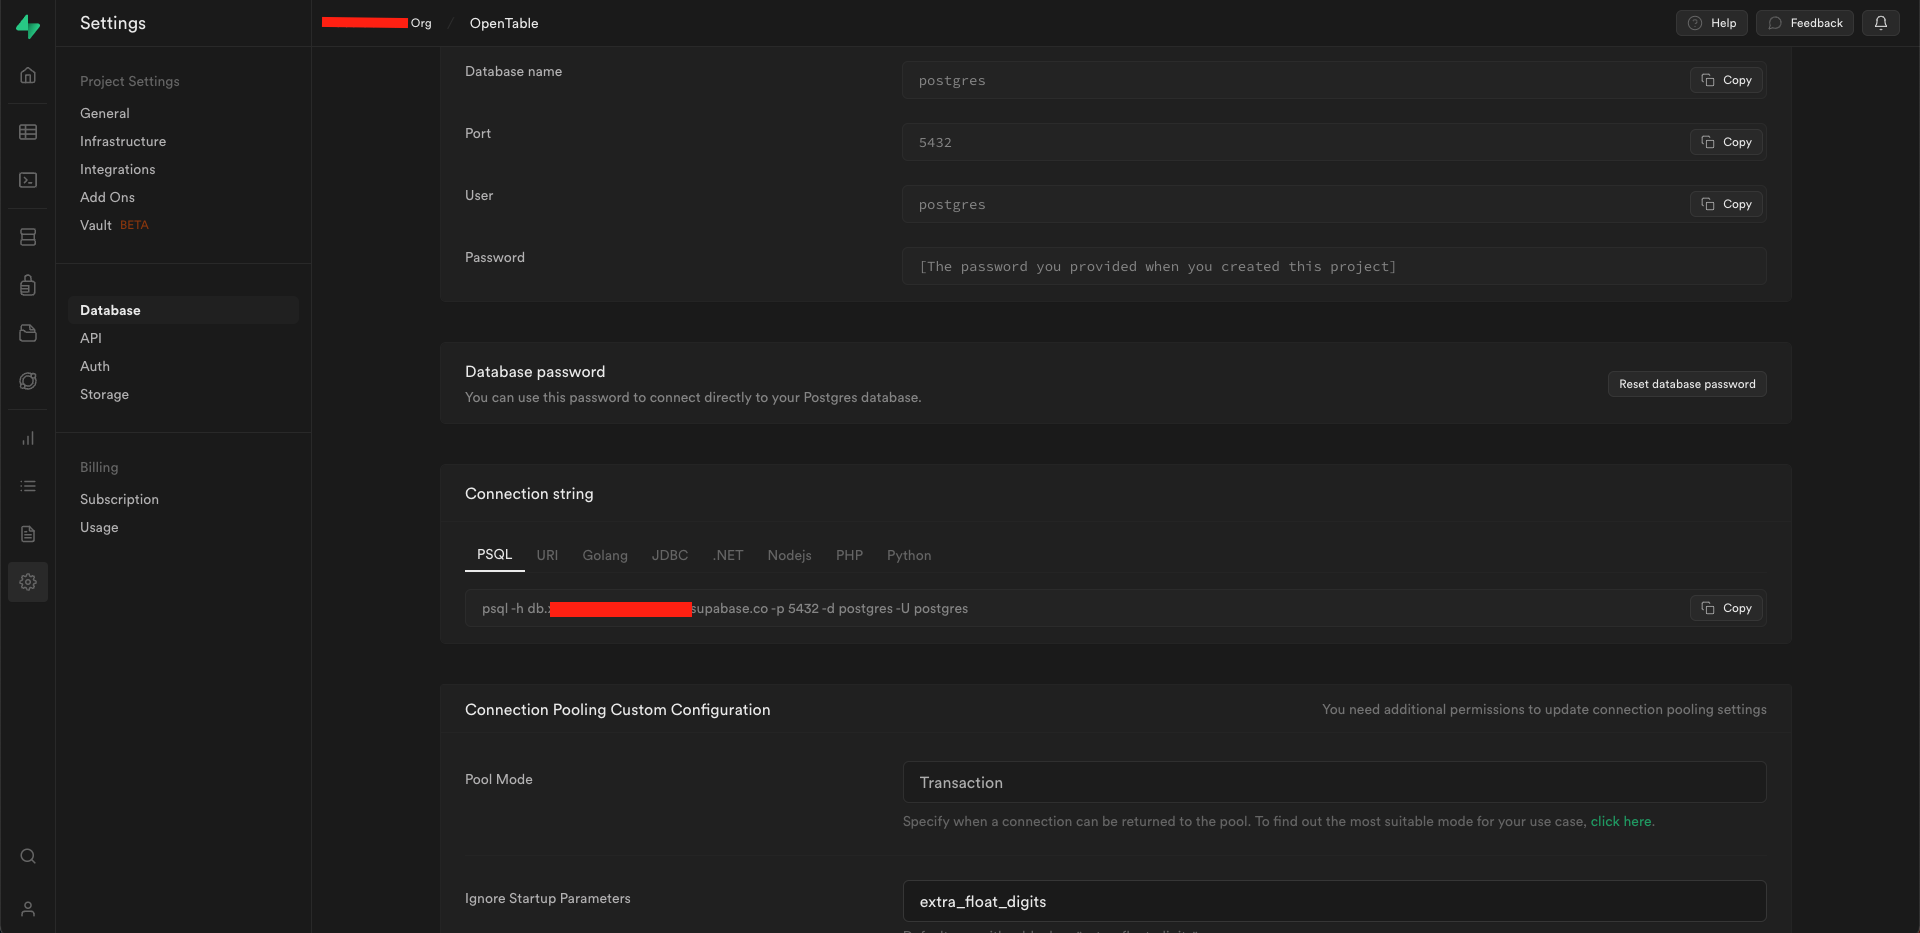 Settings
Org / OpenTable
Help
Feedback
Project Settings
General
Infrastructure
Integrations
Add Ons
Vault BETA
Database
API
Auth
Storage
Billing
Subscription
Usage
Database name
postgres
Copy
Port
5432
Copy
User
postgres
Copy
Password
[The password you provided when you created this project]
Database password
You can use this password to connect directly to your Postgres database.
Reset database password
Connection string
PSQL URI Golang JDBC .NET Nodejs PHP Python
psql -h db. supabase.co -p 5432 -d postgres -U postgres
Copy
Connection Pooling Custom Configuration
You need additional permissions to update connection pooling settings
Pool Mode
Transaction
Specify when a connection can be returned to the pool. To find out the most suitable mode for your use case, click here.
Ignore Startup Parameters
extra_float_digits